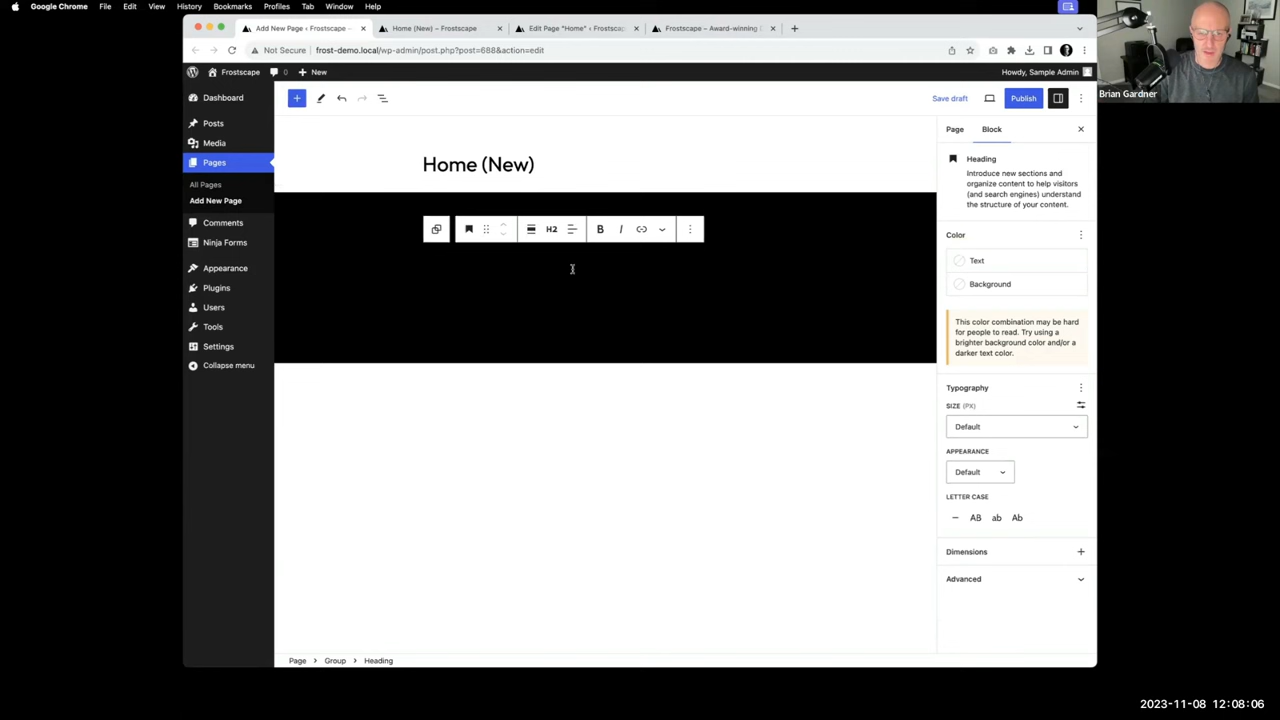 Google Chrome File Edit View History Bookmarks Profiles Tab Window Help
Add New Page ‹ Frostscape – Home (New) – Frostscape Edit Page "Home" ‹ Frostscape Frostscape – Award-winning
Not Secure frost-demo.local/wp-admin/post.php?post=688&action=edit
Frostscape 0 New Howdy, Sample Admin
Brian Gardner
Dashboard
Posts
Media
Pages
All Pages
Add New Page
Comments
Ninja Forms
Appearance
Plugins
Users
Tools
Settings
Collapse menu
Save draft Publish
Home (New)
H2 B I
Page Block
Heading
Introduce new sections and
organize content to help visitors
(and search engines) understand
the structure of your content.
Color
Text
Background
This color combination may be hard
for people to read. Try using a
brighter background color and/or a
darker text color.
Typography
SIZE (PX)
Default
APPEARANCE
Default
LETTER CASE
– AB ab Ab
Dimensions
Advanced
Page Group Heading
2023-11-08 12:08:06